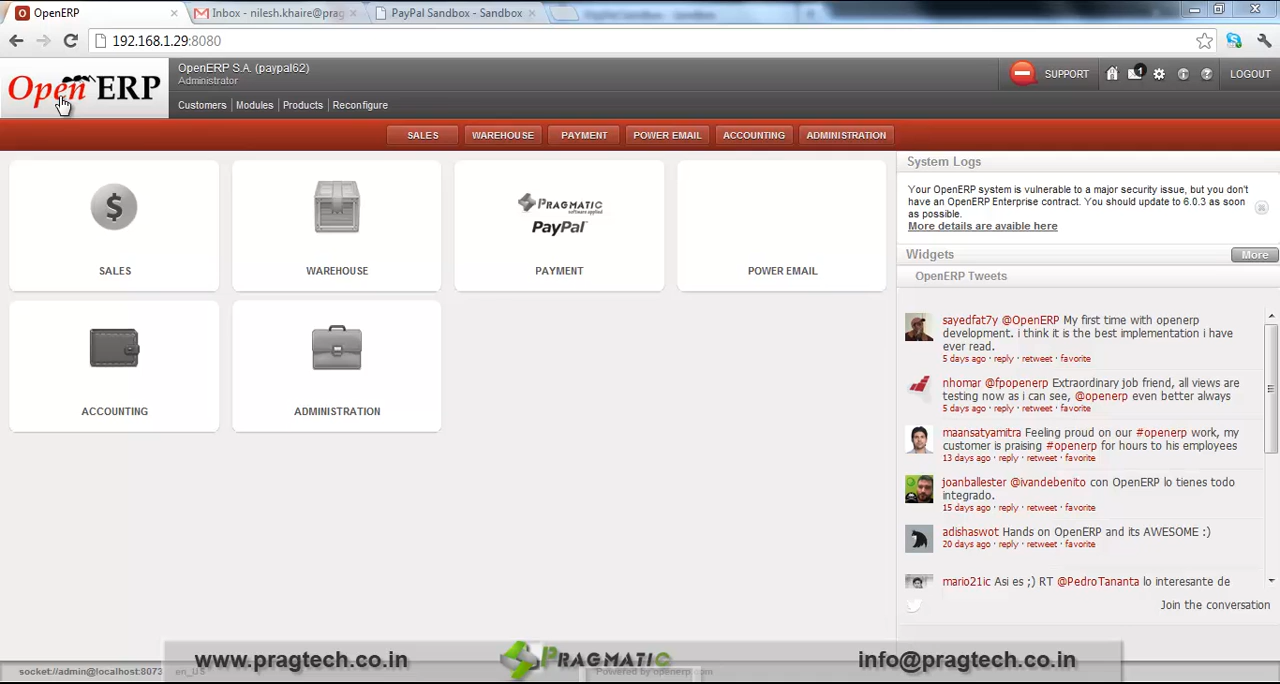 OpenERP
Inbox - nilesh.khaire@prag
PayPal Sandbox - Sandbox
192.168.1.29:8080
OpenERP
OpenERP S.A. (paypal62)
Administrator
Customers
Modules
Products
Reconfigure
SUPPORT
1
LOGOUT
SALES
WAREHOUSE
PAYMENT
POWER EMAIL
ACCOUNTING
ADMINISTRATION
$
SALES
WAREHOUSE
PRAGMATIC
software applied
PayPal
PAYMENT
POWER EMAIL
ACCOUNTING
ADMINISTRATION
System Logs
Your OpenERP system is vulnerable to a major security issue, but you don't
have an OpenERP Enterprise contract. You should update to 6.0.3 as soon
as possible.
More details are avaible here
Widgets
More
OpenERP Tweets
sayedfat7y @OpenERP My first time with openerp
development. i think it is the best implementation i have
ever read.
5 days ago · reply · retweet · favorite
nhomar @fpopenerp Extraordinary job friend, all views are
testing now as i can see, @openerp even better always
5 days ago · reply · retweet · favorite
maansatyamitra Feeling proud on our #openerp work, my
customer is praising #openerp for hours to his employees
13 days ago · reply · retweet · favorite
joanballester @ivandebenito con OpenERP lo tienes todo
integrado.
15 days ago · reply · retweet · favorite
adishaswot Hands on OpenERP and its AWESOME :)
20 days ago · reply · retweet · favorite
mario21ic Asi es ;) RT @PedroTananta lo interesante de
Join the conversation
socket://admin@localhost:8073
en_US
Powered by openerp.com
www.pragtech.co.in
PRAGMATIC
info@pragtech.co.in